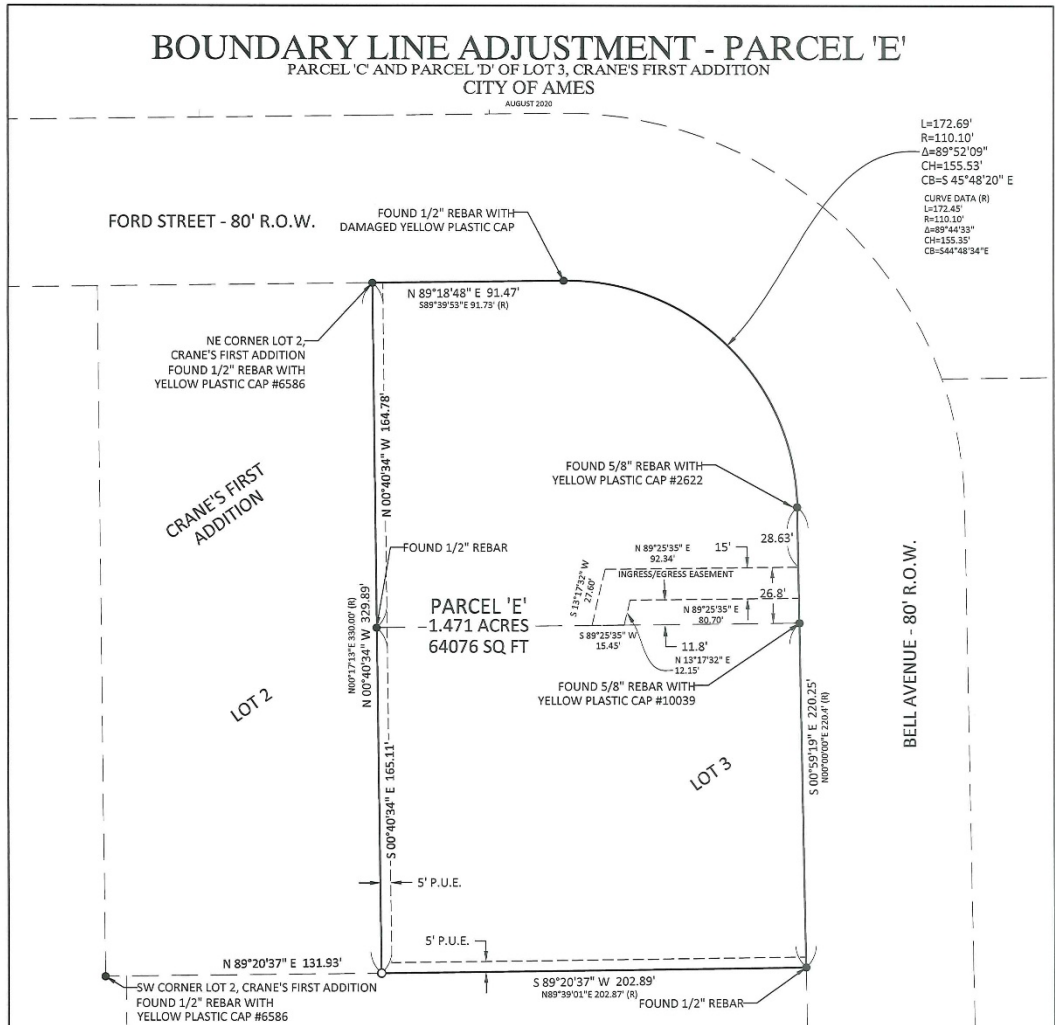 BOUNDARY LINE ADJUSTMENT - PARCEL 'E'
PARCEL 'C' AND PARCEL 'D' OF LOT 3, CRANE'S FIRST ADDITION
CITY OF AMES
AUGUST 2020
L=172.69'
R=110.10'
Δ=89°52'09"
CH=155.53'
CB=S 45°48'20" E
CURVE DATA (R)
L=172.45'
R=110.10'
Δ=89°44'33"
CH=155.35'
CB=S44°48'34"E
FORD STREET - 80' R.O.W.
FOUND 1/2" REBAR WITH
DAMAGED YELLOW PLASTIC CAP
N 89°18'48" E 91.47'
S89°39'53"E 91.73' (R)
NE CORNER LOT 2,
CRANE'S FIRST ADDITION
FOUND 1/2" REBAR WITH
YELLOW PLASTIC CAP #6586
N 00°40'34" W 164.78'
CRANE'S FIRST
ADDITION
FOUND 5/8" REBAR WITH
YELLOW PLASTIC CAP #2622
FOUND 1/2" REBAR
28.63'
N 89°25'35" E
92.34'
15'
INGRESS/EGRESS EASEMENT
S 13°17'32" W
27.60'
26.8'
N 89°25'35" E
80.70'
PARCEL 'E'
1.471 ACRES
64076 SQ FT
S 89°25'35" W
15.45'
11.8'
N 13°17'32" E
12.15'
N00°17'13"E 330.00' (R)
N 00°40'34" W 329.89'
FOUND 5/8" REBAR WITH
YELLOW PLASTIC CAP #10039
BELL AVENUE - 80' R.O.W.
LOT 2
LOT 3
S 00°59'19" E 220.25'
N00°00'00"E 220.4' (R)
S 00°40'34" E 165.11'
5' P.U.E.
5' P.U.E.
N 89°20'37" E 131.93'
S 89°20'37" W 202.89'
N89°39'01"E 202.87' (R)
FOUND 1/2" REBAR
SW CORNER LOT 2, CRANE'S FIRST ADDITION
FOUND 1/2" REBAR WITH
YELLOW PLASTIC CAP #6586